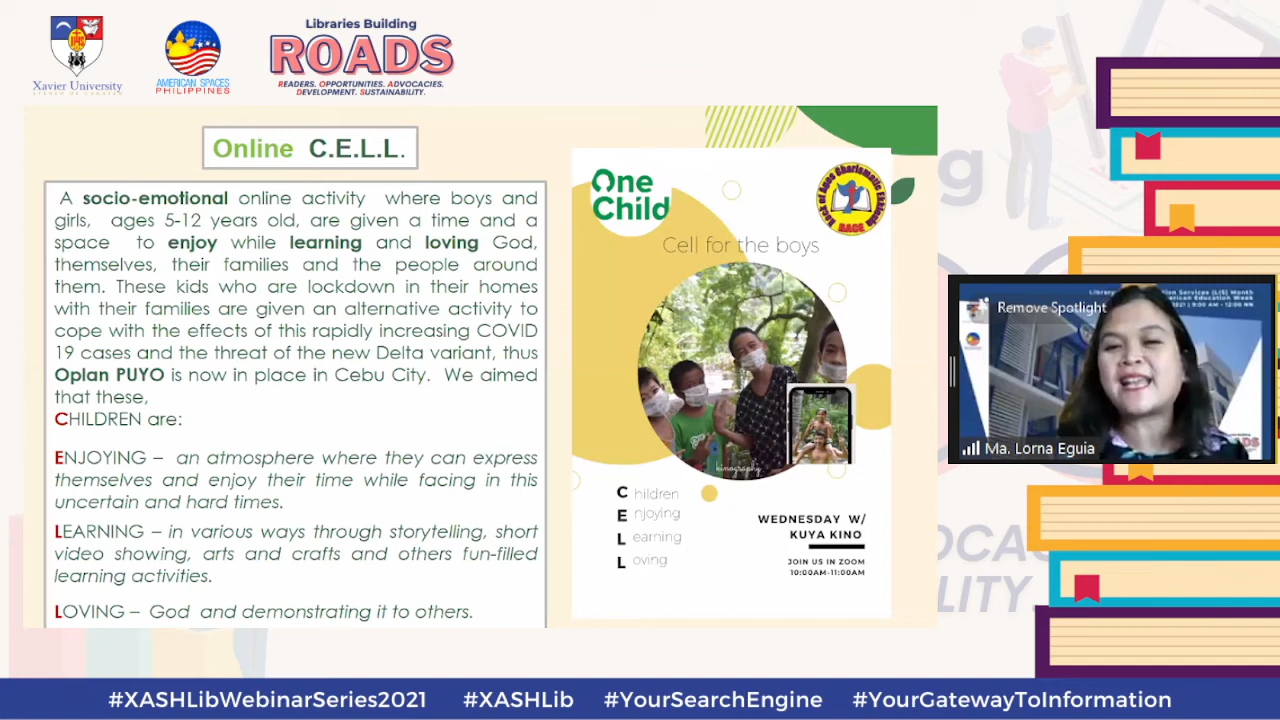 Xavier University
ATENEO DE CAGAYAN
AMERICAN SPACES
PHILIPPINES
Libraries Building
ROADS
READERS. OPPORTUNITIES. ADVOCACIES.
DEVELOPMENT. SUSTAINABILITY.
Online C.E.L.L.
A socio-emotional online activity where boys and
girls, ages 5-12 years old, are given a time and a
space to enjoy while learning and loving God,
themselves, their families and the people around
them. These kids who are lockdown in their homes
with their families are given an alternative activity to
cope with the effects of this rapidly increasing COVID
19 cases and the threat of the new Delta variant, thus
Oplan PUYO is now in place in Cebu City. We aimed
that these,
CHILDREN are:
ENJOYING – an atmosphere where they can express
themselves and enjoy their time while facing in this
uncertain and hard times.
LEARNING – in various ways through storytelling, short
video showing, arts and crafts and others fun-filled
learning activities.
LOVING – God and demonstrating it to others.
One
Child
RACE
Cell for the boys
kinography
C hildren
E njoying
L earning
L oving
WEDNESDAY W/
KUYA KINO
JOIN US IN ZOOM
10:00AM-11:00AM
Remove Spotlight
Ma. Lorna Eguia
#XASHLibWebinarSeries2021 #XASHLib #YourSearchEngine #YourGatewayToInformation